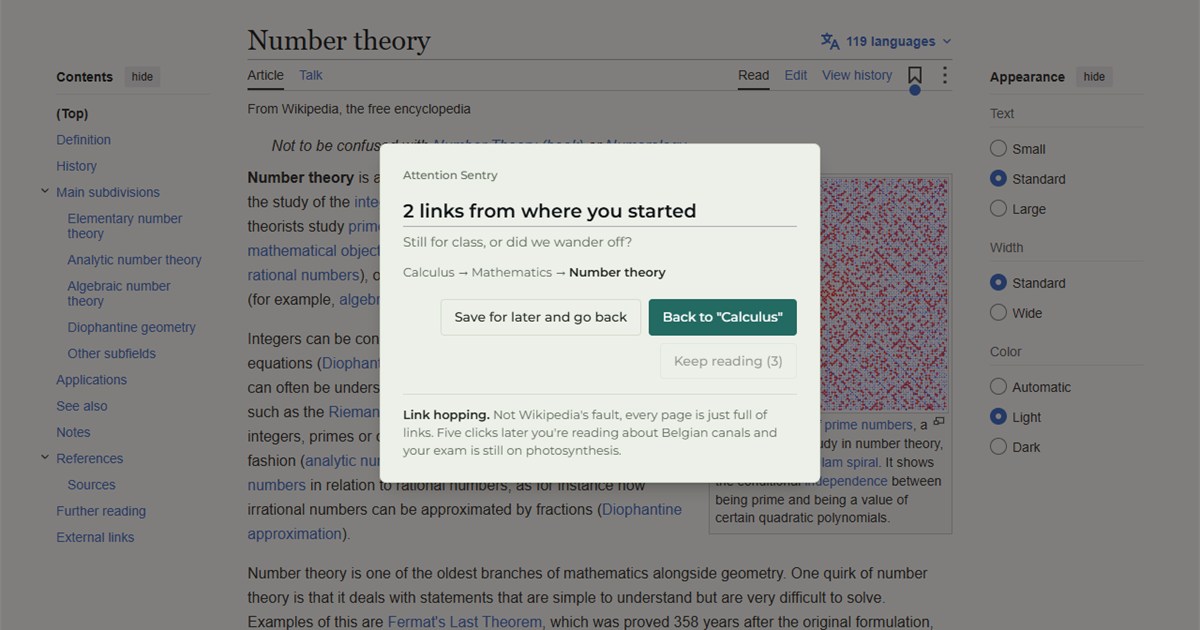 Number theory
119 languages
Contents hide
Article Talk
Read Edit View history
Appearance hide
(Top)
Definition
History
Main subdivisions
Elementary number
theory
Analytic number theory
Algebraic number
theory
Diophantine geometry
Other subfields
Applications
See also
Notes
References
Sources
Further reading
External links
From Wikipedia, the free encyclopedia
Not to be confused with Number Theory (book) or Numerology.
Number theory is a
the study of the
theorists study
mathematical
rational numbers),
(for example,
Integers can be
equations
can often be
such as the
integers, primes or
fashion (analytic
numbers in relation to rational numbers, as for instance how
irrational numbers can be approximated by fractions (Diophantine
approximation).
Number theory is one of the oldest branches of mathematics alongside geometry. One quirk of number
theory is that it deals with statements that are simple to understand but are very difficult to solve.
Examples of this are Fermat's Last Theorem, which was proved 358 years after the original formulation,
Attention Sentry
2 links from where you started
Still for class, or did we wander off?
Calculus → Mathematics → Number theory
Save for later and go back
Back to "Calculus"
Keep reading (3)
Link hopping. Not Wikipedia's fault, every page is just full of
links. Five clicks later you're reading about Belgian canals and
your exam is still on photosynthesis.
prime numbers, a
in number theory,
spiral. It shows
the conditional independence between
being prime and being a value of
certain quadratic polynomials.
Text
Small
Standard
Large
Width
Standard
Wide
Color
Automatic
Light
Dark